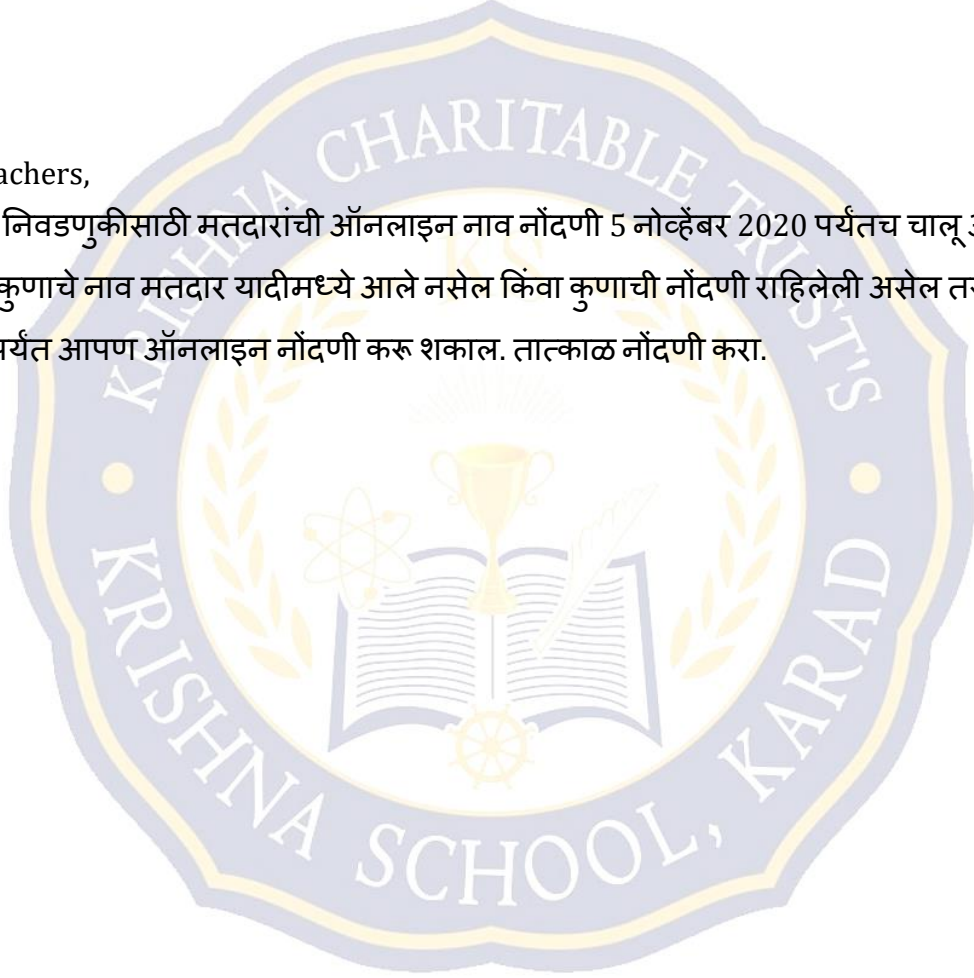 KRISHNA CHARITABLE TRUST'S
achers,
निवडणुकीसाठी मतदारांची ऑनलाइन नाव नोंदणी 5 नोव्हेंबर 2020 पर्यंतच चालू
कुणाचे नाव मतदार यादीमध्ये आले नसेल किंवा कुणाची नोंदणी राहिलेली असेल
पर्यंत आपण ऑनलाइन नोंदणी करू शकाल. तात्काळ नोंदणी करा.
KS
KRISHNA SCHOOL, KARAD